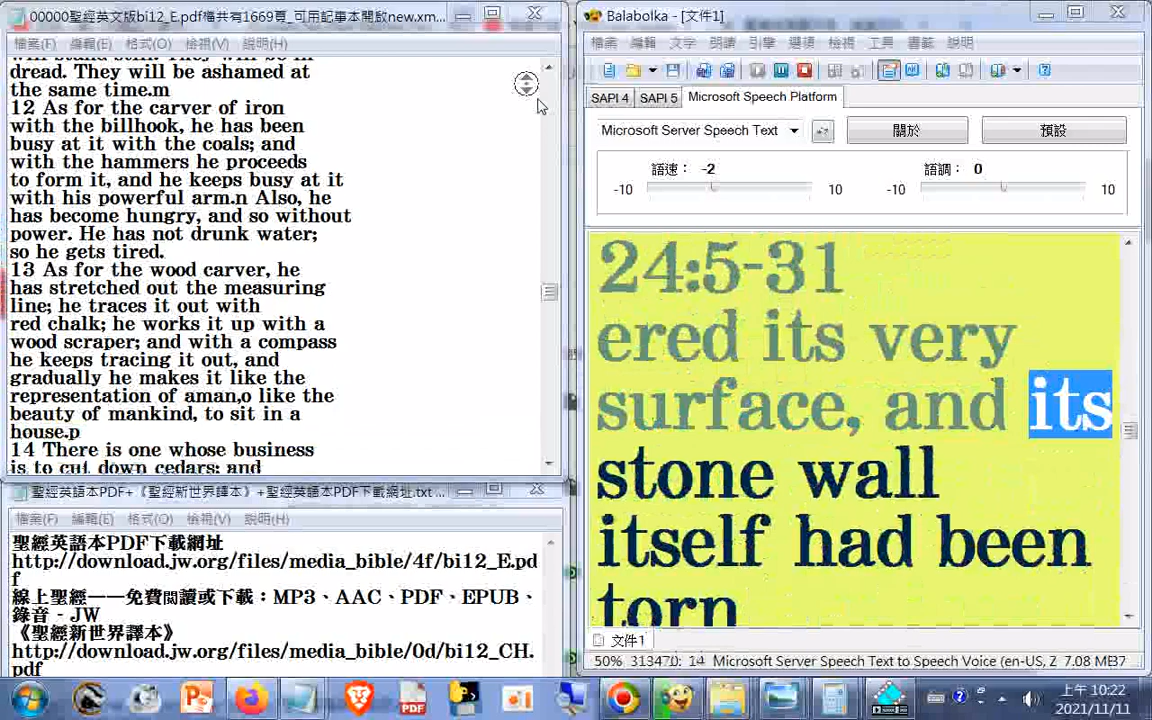 00000聖經英文版bi12_E.pdf檔共有1669頁_可用記事本開啟new.xm...
檔案(F) 編輯(E) 格式(O) 檢視(V) 說明(H)
dread. They will be ashamed at
the same time.m
12 As for the carver of iron
with the billhook, he has been
busy at it with the coals; and
with the hammers he proceeds
to form it, and he keeps busy at it
with his powerful arm.n Also, he
has become hungry, and so without
power. He has not drunk water;
so he gets tired.
13 As for the wood carver, he
has stretched out the measuring
line; he traces it out with
red chalk; he works it up with a
wood scraper; and with a compass
he keeps tracing it out, and
gradually he makes it like the
representation of aman,o like the
beauty of mankind, to sit in a
house.p
14 There is one whose business
is to cut down cedars; and
聖經英語本PDF+《聖經新世界譯本》+聖經英語本PDF下載網址.txt ...
檔案(F) 編輯(E) 格式(O) 檢視(V) 說明(H)
聖經英語本PDF下載網址
http://download.jw.org/files/media_bible/4f/bi12_E.pd
f
線上聖經——免費閱讀或下載：MP3、AAC、PDF、EPUB、
錄音 - JW
《聖經新世界譯本》
http://download.jw.org/files/media_bible/0d/bi12_CH.
pdf
Balabolka - [文件1]
檔案 編輯 文字 朗讀 引擎 選項 檢視 工具 書籤 說明
SAPI 4 SAPI 5 Microsoft Speech Platform
Microsoft Server Speech Text 關於 預設
語速： -2 語調： 0
-10 10 -10 10
24:5-31
ered its very
surface, and its
stone wall
itself had been
torn
文件1
50% 313470: 14 Microsoft Server Speech Text to Speech Voice (en-US, Z 7.08 MB37
上午 10:22
2021/11/11